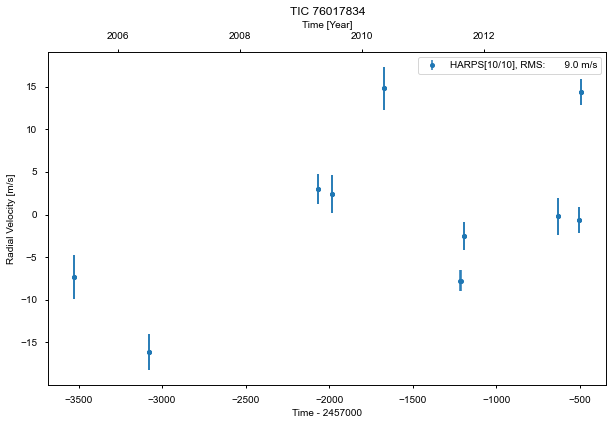 TIC 76017834
Time [Year]
2006 2008 2010 2012
HARPS[10/10], RMS: 9.0 m/s
Radial Velocity [m/s]
15
10
5
0
−5
−10
−15
−3500 −3000 −2500 −2000 −1500 −1000 −500
Time - 2457000